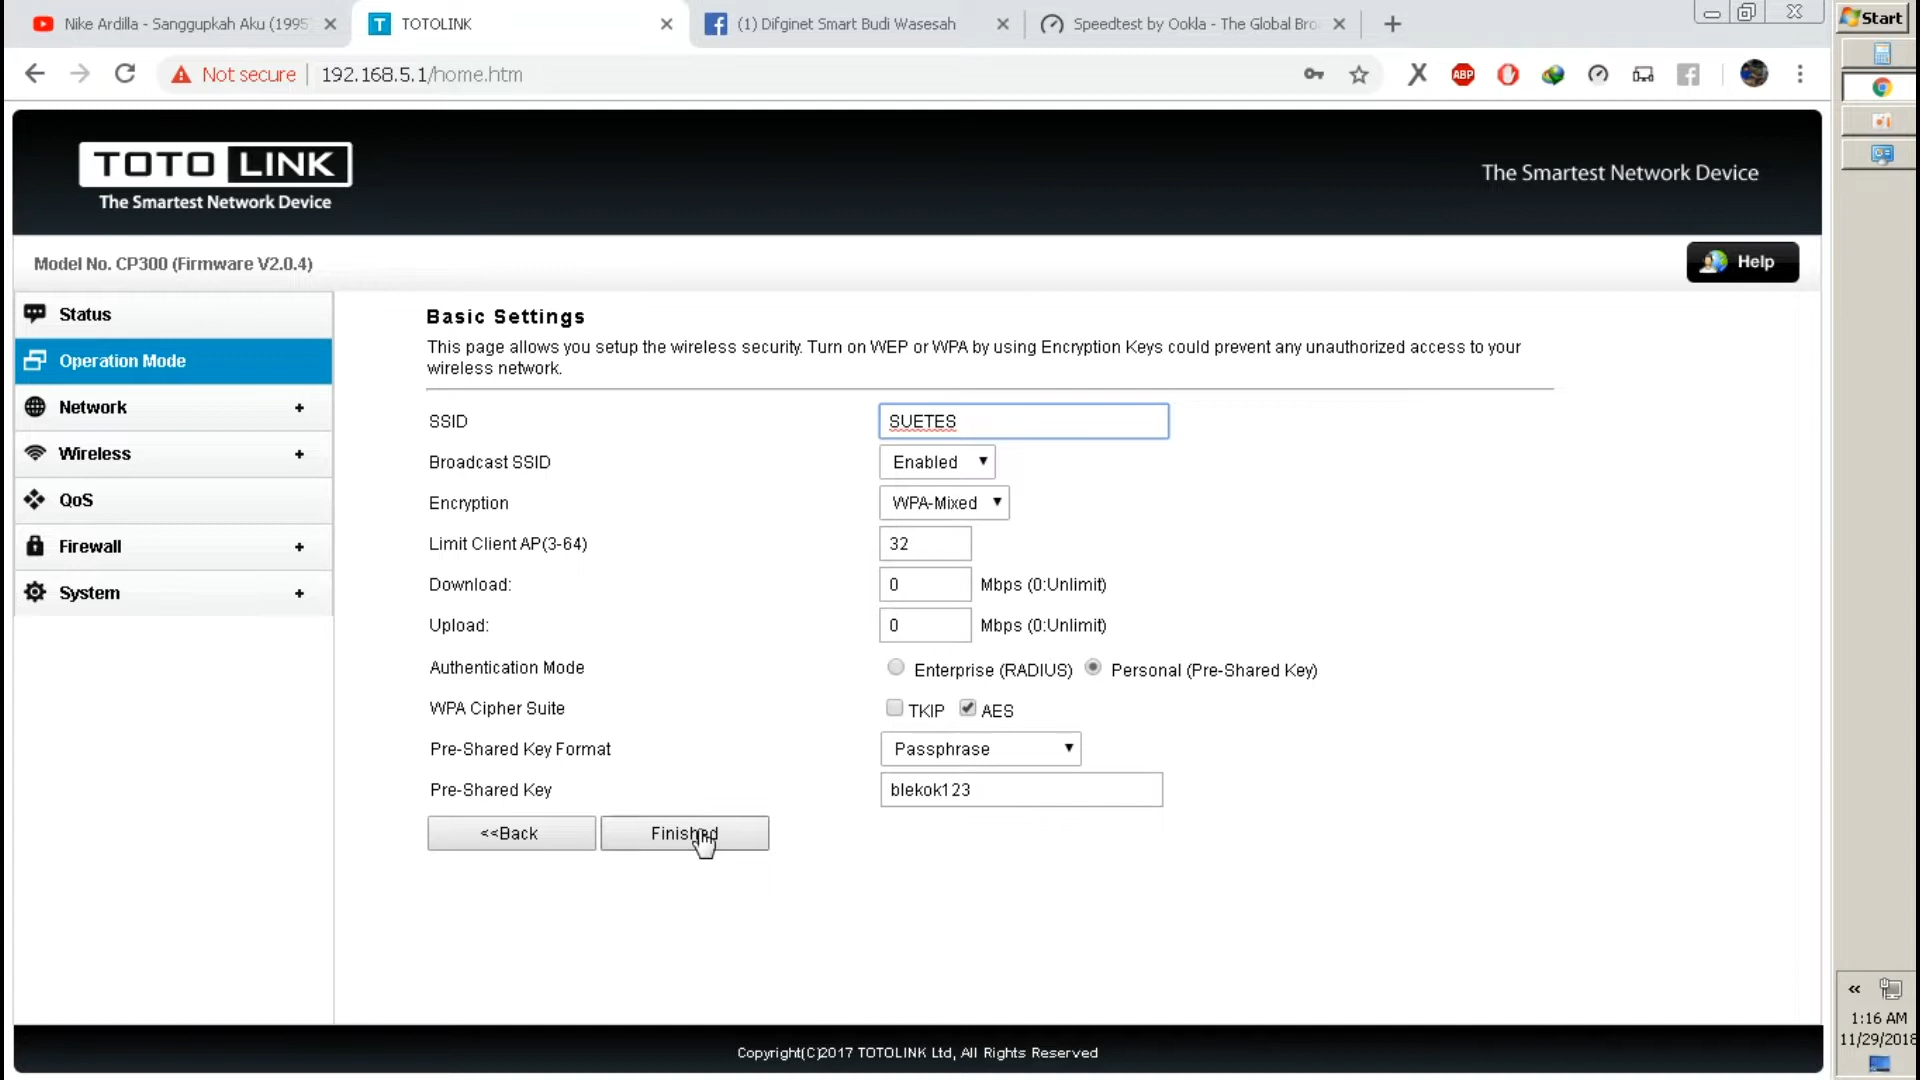 Nike Ardilla - Sanggupkah Aku (1995
TOTOLINK
(1) Difginet Smart Budi Wasesah
Speedtest by Ookla - The Global Bro
Start
Not secure
192.168.5.1/home.htm
ABP
TOTO LINK
The Smartest Network Device
The Smartest Network Device
Model No. CP300 (Firmware V2.0.4)
Help
Status
Operation Mode
Network +
Wireless +
QoS
Firewall +
System +
Basic Settings
This page allows you setup the wireless security. Turn on WEP or WPA by using Encryption Keys could prevent any unauthorized access to your
wireless network.
SSID SUETES
Broadcast SSID Enabled
Encryption WPA-Mixed
Limit Client AP(3-64) 32
Download: 0 Mbps (0:Unlimit)
Upload: 0 Mbps (0:Unlimit)
Authentication Mode Enterprise (RADIUS) Personal (Pre-Shared Key)
WPA Cipher Suite TKIP AES
Pre-Shared Key Format Passphrase
Pre-Shared Key blekok123
<<Back Finished
Copyright(C)2017 TOTOLINK Ltd, All Rights Reserved
1:16 AM
11/29/2018